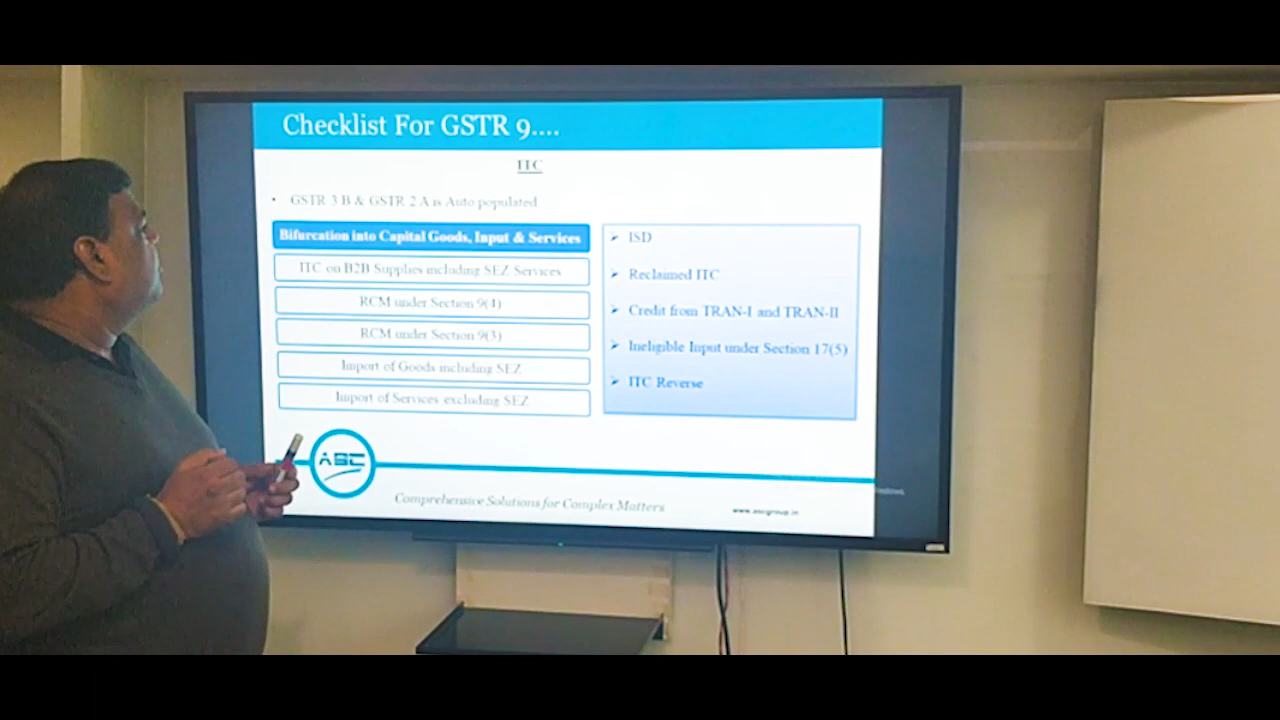 Checklist For GSTR 9....
ITC
• GSTR 3 B & GSTR 2 A is Auto populated
Bifurcation into Capital Goods, Input & Services
ITC on B2B Supplies including SEZ Services
RCM under Section 9(4)
RCM under Section 9(3)
Import of Goods including SEZ
Import of Services excluding SEZ
➢ ISD
➢ Reclaimed ITC
➢ Credit from TRAN-I and TRAN-II
➢ Ineligible Input under Section 17(5)
➢ ITC Reverse
ASC
Comprehensive Solutions for Complex Matters
www.ascgroup.in